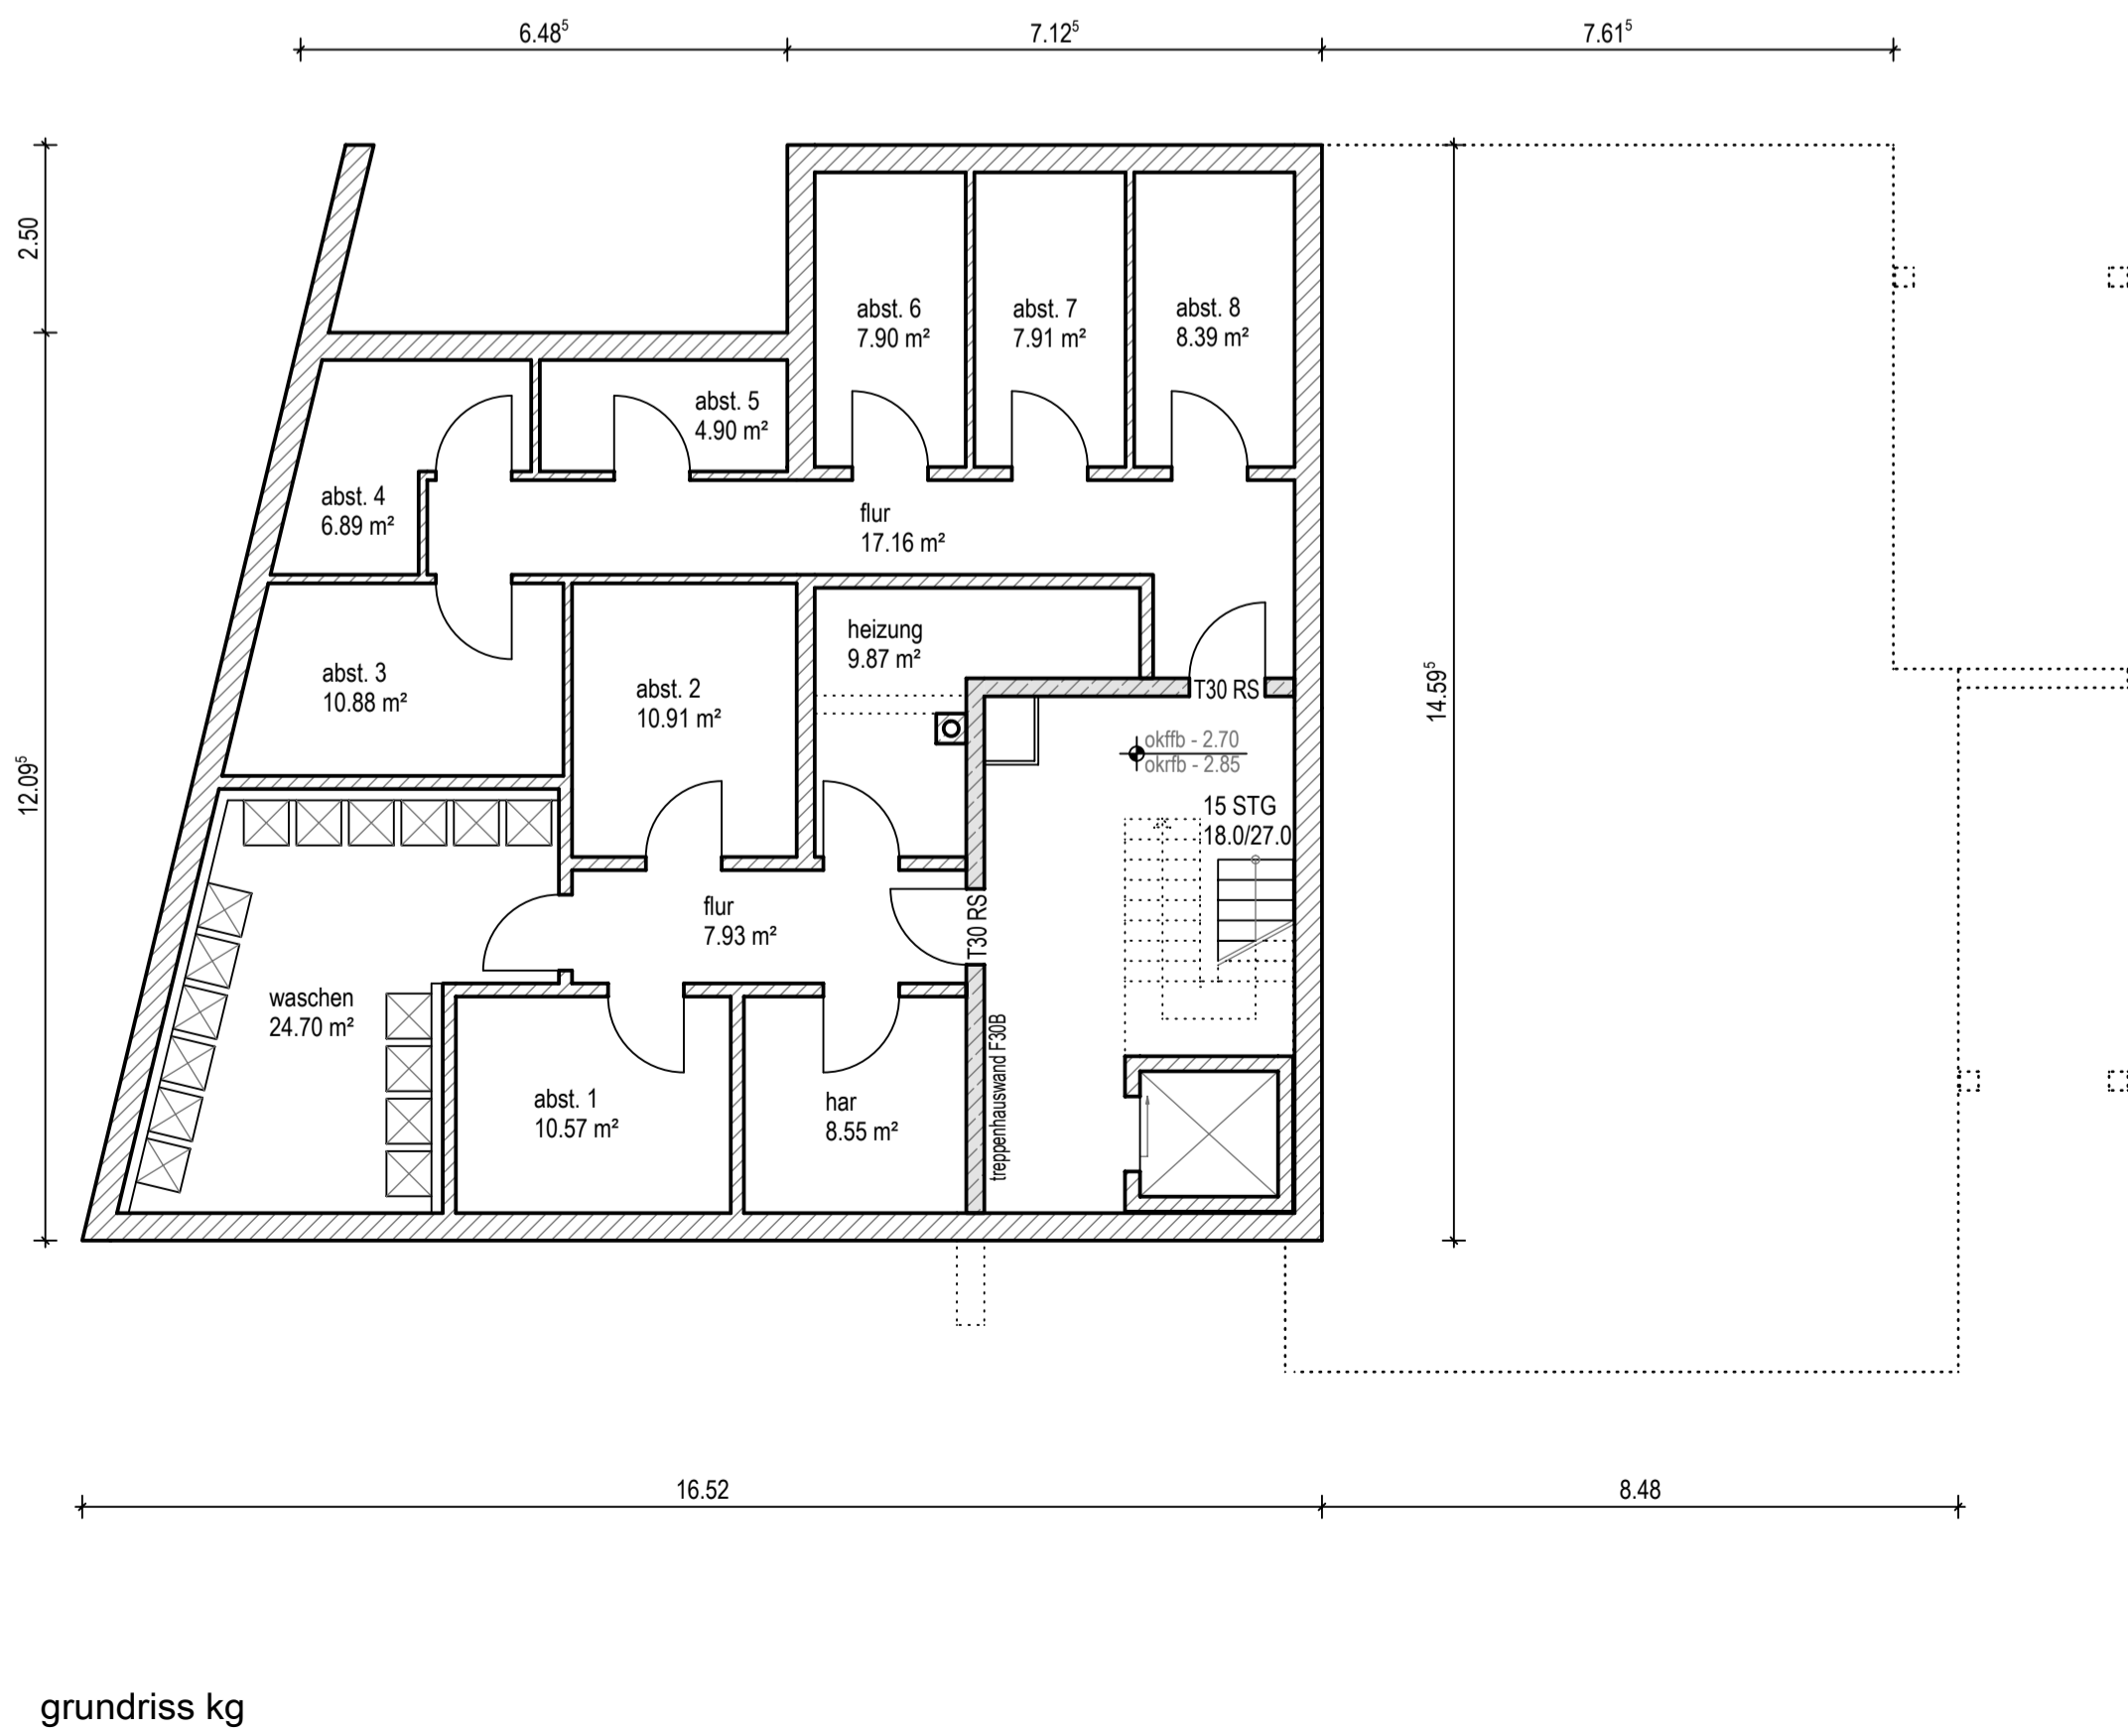 6.48⁵
7.12⁵
7.61⁵
2.50
12.09⁵
14.59⁵
abst. 6
7.90 m²
abst. 7
7.91 m²
abst. 8
8.39 m²
abst. 5
4.90 m²
abst. 4
6.89 m²
flur
17.16 m²
heizung
9.87 m²
abst. 3
10.88 m²
abst. 2
10.91 m²
T30 RS
okffb - 2.70
okrfb - 2.85
15 STG
18.0/27.0
flur
7.93 m²
T30 RS
waschen
24.70 m²
treppenhauswand F30B
abst. 1
10.57 m²
har
8.55 m²
16.52
8.48
grundriss kg